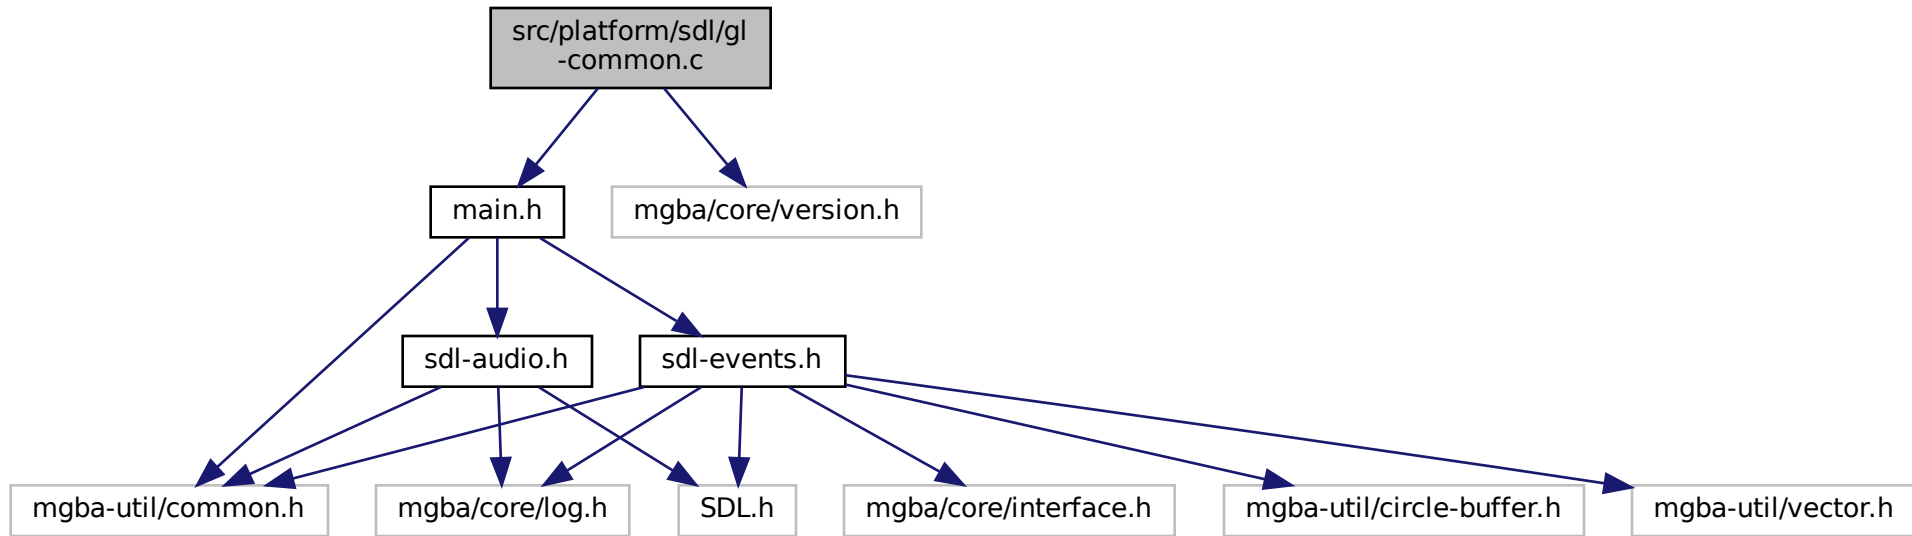 src/platform/sdl/gl
-common.c
main.h
mgba/core/version.h
sdl-audio.h
sdl-events.h
mgba-util/common.h
mgba/core/log.h
SDL.h
mgba/core/interface.h
mgba-util/circle-buffer.h
mgba-util/vector.h